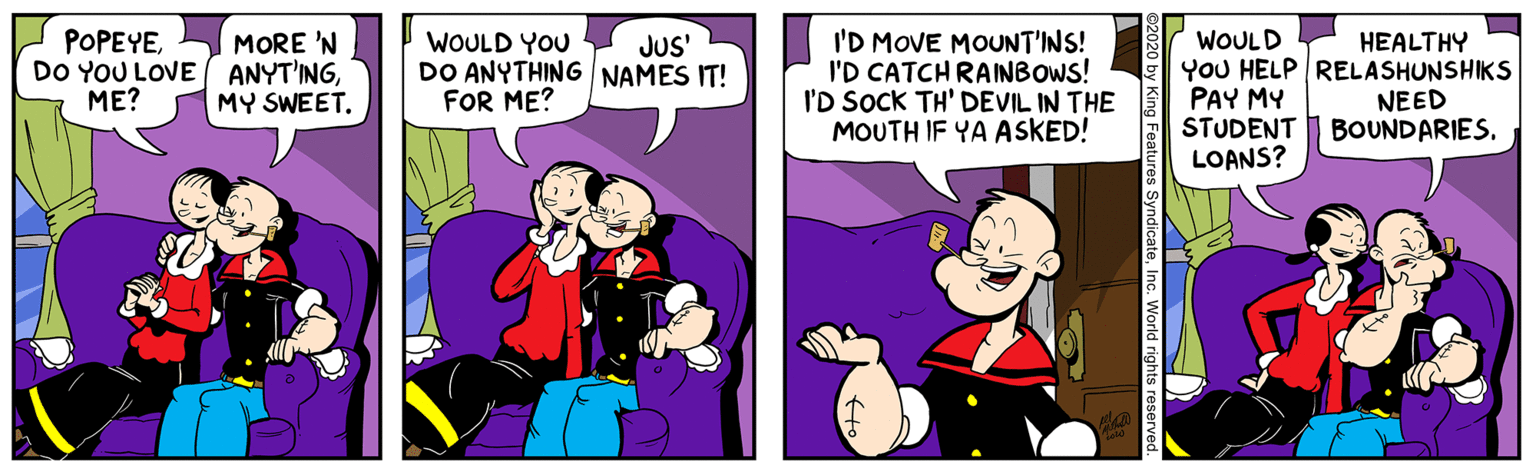 POPEYE,
DO YOU LOVE
ME?
MORE 'N
ANYT'ING,
MY SWEET.
WOULD YOU
DO ANYTHING
FOR ME?
JUS'
NAMES IT!
I'D MOVE MOUNT'INS!
I'D CATCH RAINBOWS!
I'D SOCK TH' DEVIL IN THE
MOUTH IF YA ASKED!
©2020 by King Features Syndicate, Inc. World rights reserved.
WOULD
YOU HELP
PAY MY
STUDENT
LOANS?
HEALTHY
RELASHUNSHIKS
NEED
BOUNDARIES.